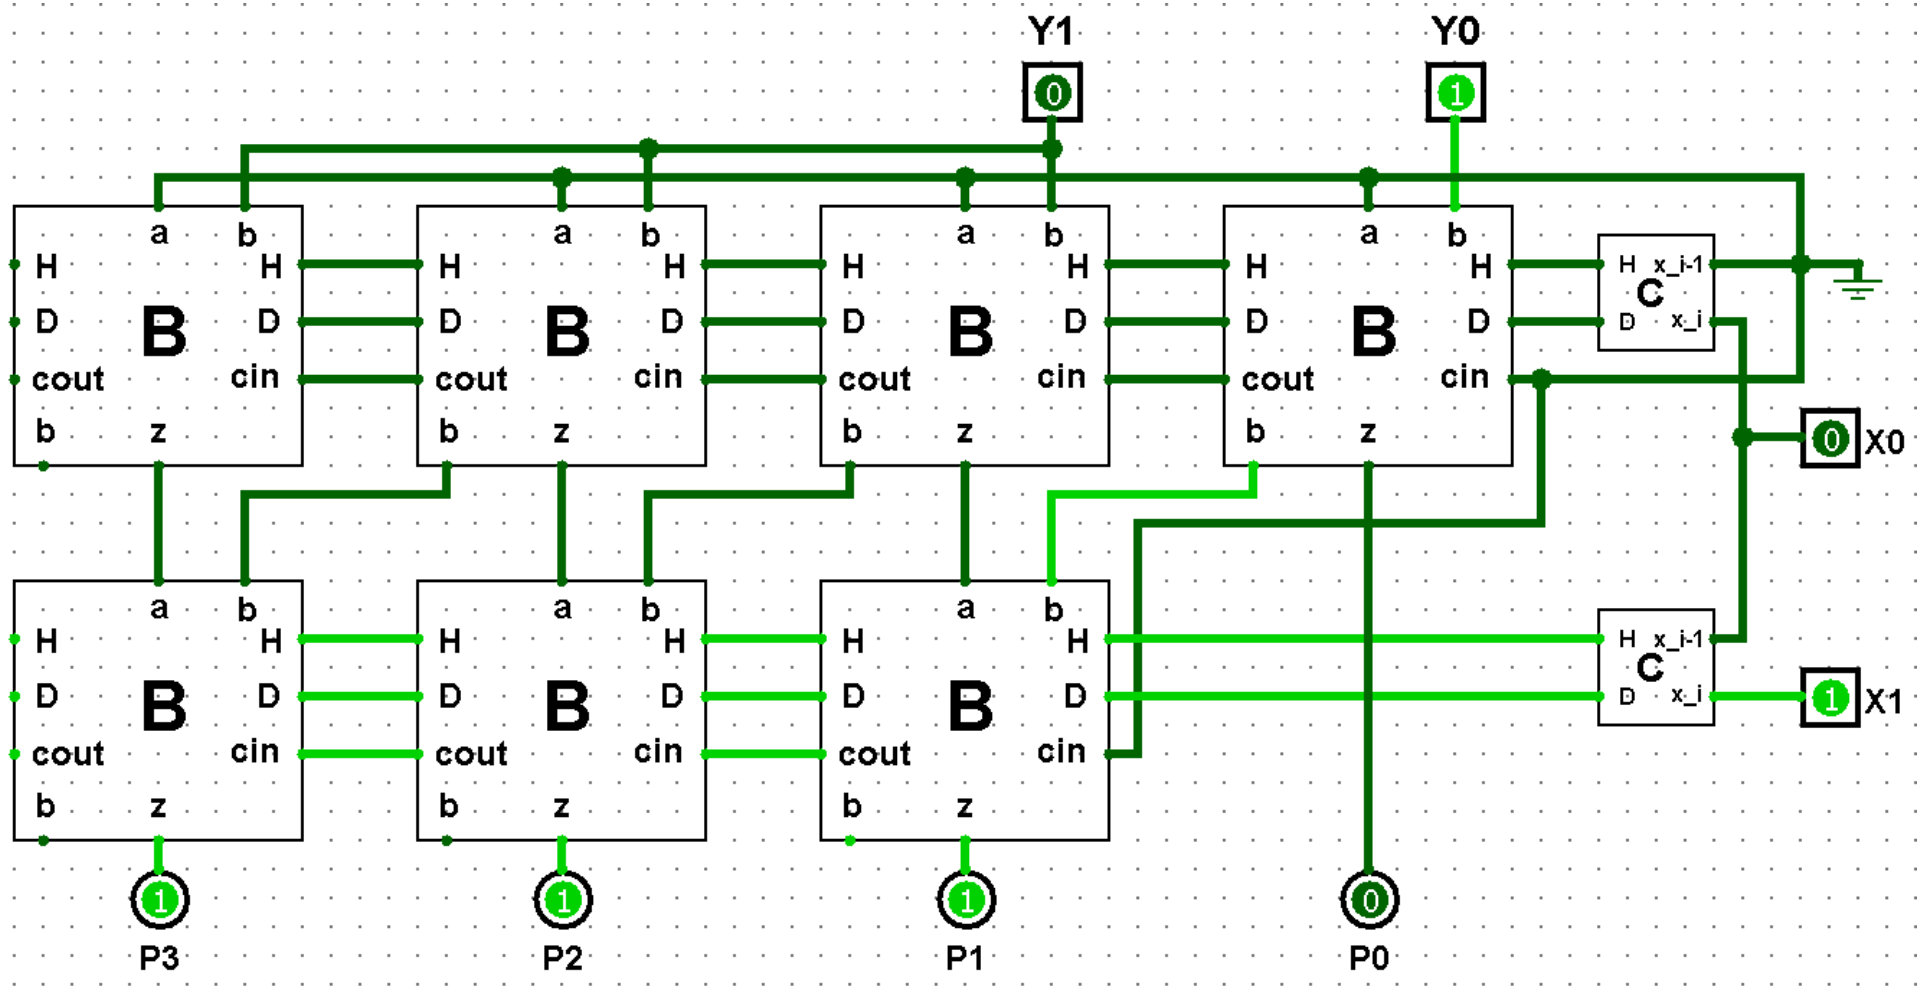 Y1 Y0
0 1
a b a b a b a b
H H H H H H H H H x_i-1
B B B B C
D D D D D D D D D x_i
cout cin cout cin cout cin cout cin
b z b z b z b z
0 X0
a b a b a b
H H H H H H H x_i-1
B B B C
D D D D D D D x_i
1 X1
cout cin cout cin cout cin
b z b z b z
1 1 1 0
P3 P2 P1 P0